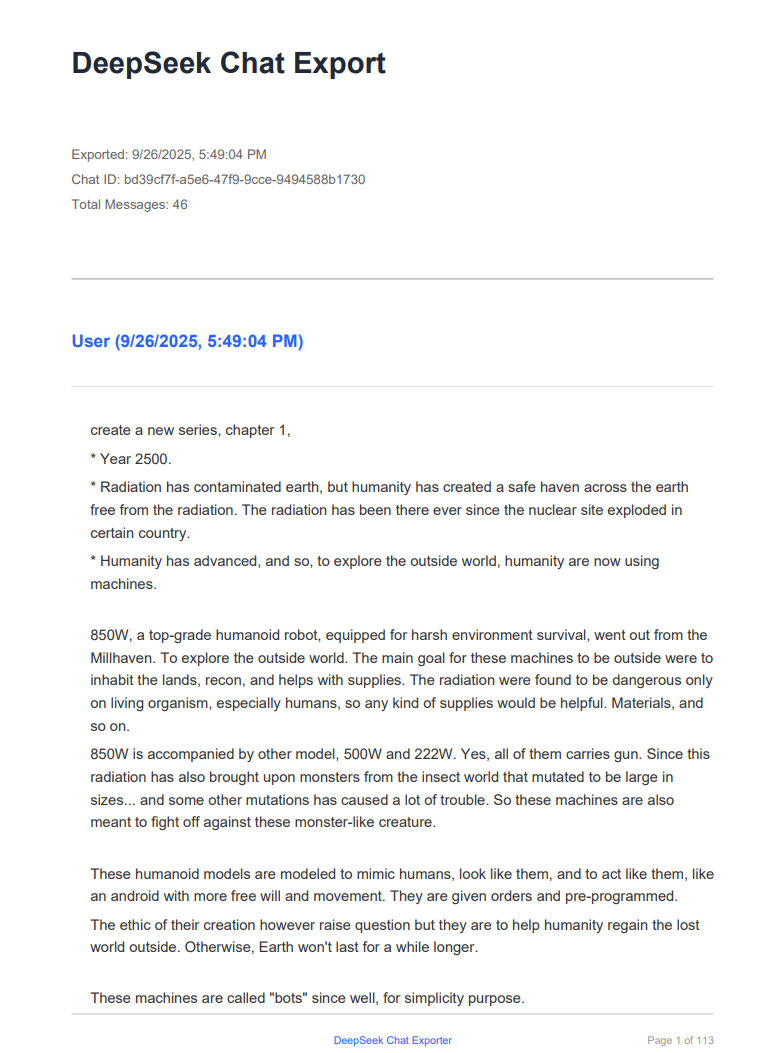 DeepSeek Chat Export
Exported: 9/26/2025, 5:49:04 PM
Chat ID: bd39cf7f-a5e6-47f9-9cce-9494588b1730
Total Messages: 46
User (9/26/2025, 5:49:04 PM)
create a new series, chapter 1,
* Year 2500.
* Radiation has contaminated earth, but humanity has created a safe haven across the earth
free from the radiation. The radiation has been there ever since the nuclear site exploded in
certain country.
* Humanity has advanced, and so, to explore the outside world, humanity are now using
machines.
850W, a top-grade humanoid robot, equipped for harsh environment survival, went out from the
Millhaven. To explore the outside world. The main goal for these machines to be outside were to
inhabit the lands, recon, and helps with supplies. The radiation were found to be dangerous only
on living organism, especially humans, so any kind of supplies would be helpful. Materials, and
so on.
850W is accompanied by other model, 500W and 222W. Yes, all of them carries gun. Since this
radiation has also brought upon monsters from the insect world that mutated to be large in
sizes... and some other mutations has caused a lot of trouble. So these machines are also
meant to fight off against these monster-like creature.
These humanoid models are modeled to mimic humans, look like them, and to act like them, like
an android with more free will and movement. They are given orders and pre-programmed.
The ethic of their creation however raise question but they are to help humanity regain the lost
world outside. Otherwise, Earth won't last for a while longer.
These machines are called "bots" since well, for simplicity purpose.
DeepSeek Chat Exporter
Page 1 of 113